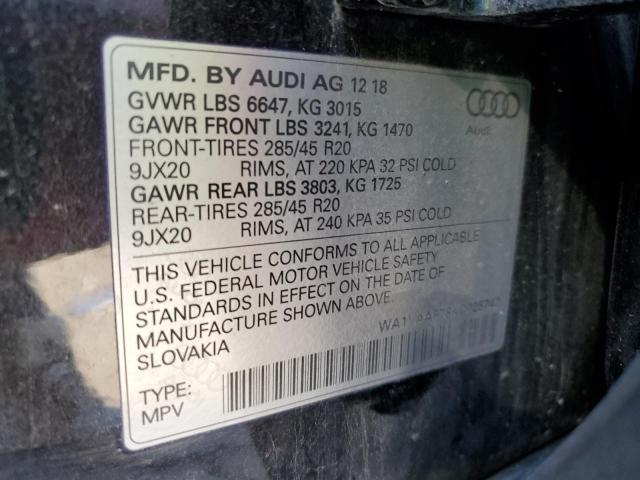 MFD. BY AUDI AG 12 18
GVWR LBS 6647, KG 3015
GAWR FRONT LBS 3241, KG 1470
FRONT-TIRES 285/45 R20
9JX20 RIMS, AT 220 KPA 32 PSI COLD
GAWR REAR LBS 3803, KG 1725
REAR-TIRES 285/45 R20
9JX20 RIMS, AT 240 KPA 35 PSI COLD
Audi
THIS VEHICLE CONFORMS TO ALL APPLICABLE
U.S. FEDERAL MOTOR VEHICLE SAFETY
STANDARDS IN EFFECT ON THE DATE OF
MANUFACTURE SHOWN ABOVE.
SLOVAKIA
TYPE:
MPV